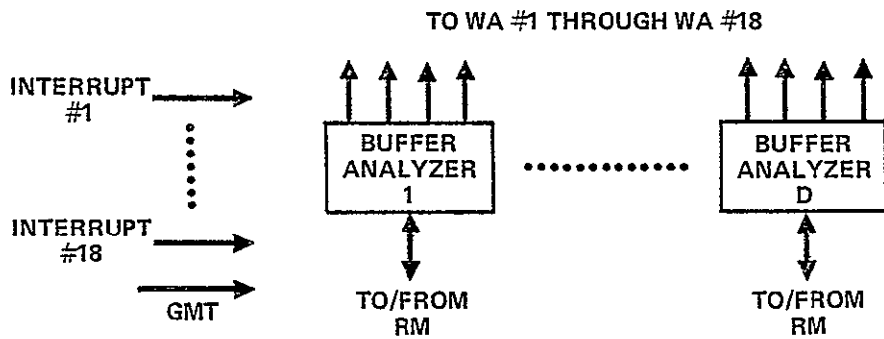 TO WA #1 THROUGH WA #18
INTERRUPT
#1
BUFFER
ANALYZER
1
BUFFER
ANALYZER
D
INTERRUPT
#18
GMT
TO/FROM
RM
TO/FROM
RM